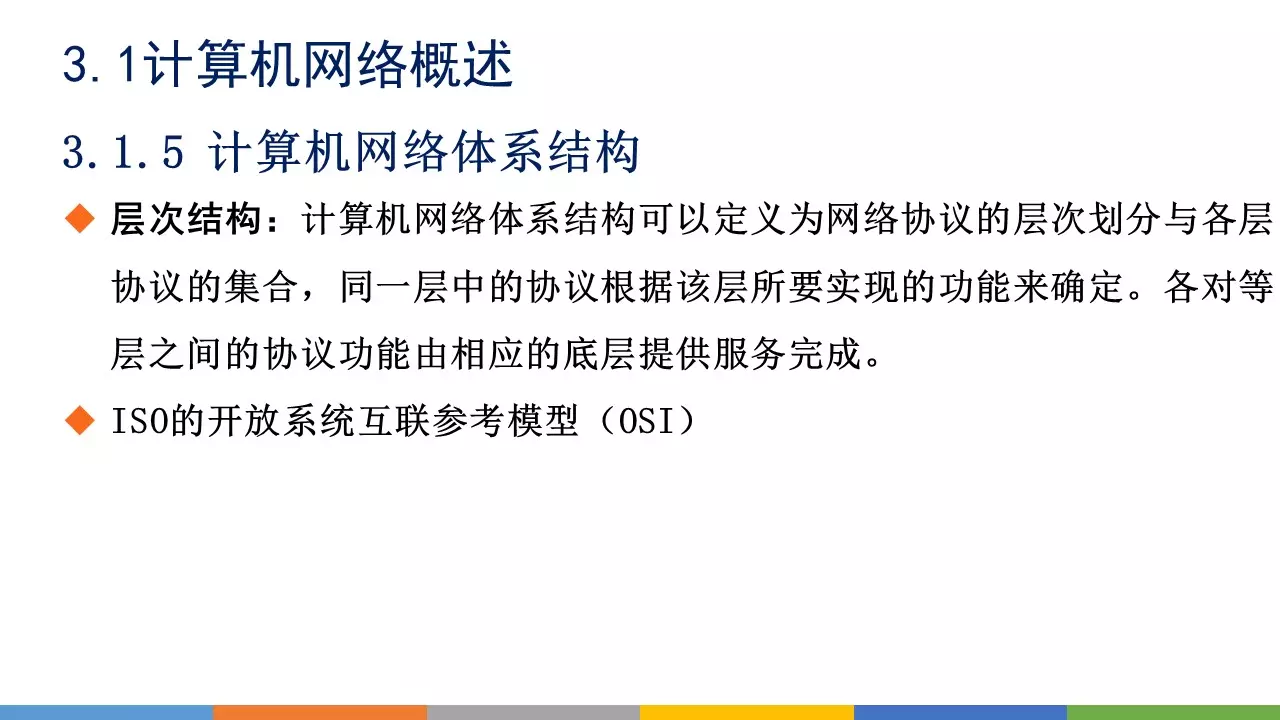 3.1计算机网络概述
3.1.5 计算机网络体系结构
层次结构：计算机网络体系结构可以定义为网络协议的层次划分与各层
协议的集合，同一层中的协议根据该层所要实现的功能来确定。各对等
层之间的协议功能由相应的底层提供服务完成。
ISO的开放系统互联参考模型（OSI）